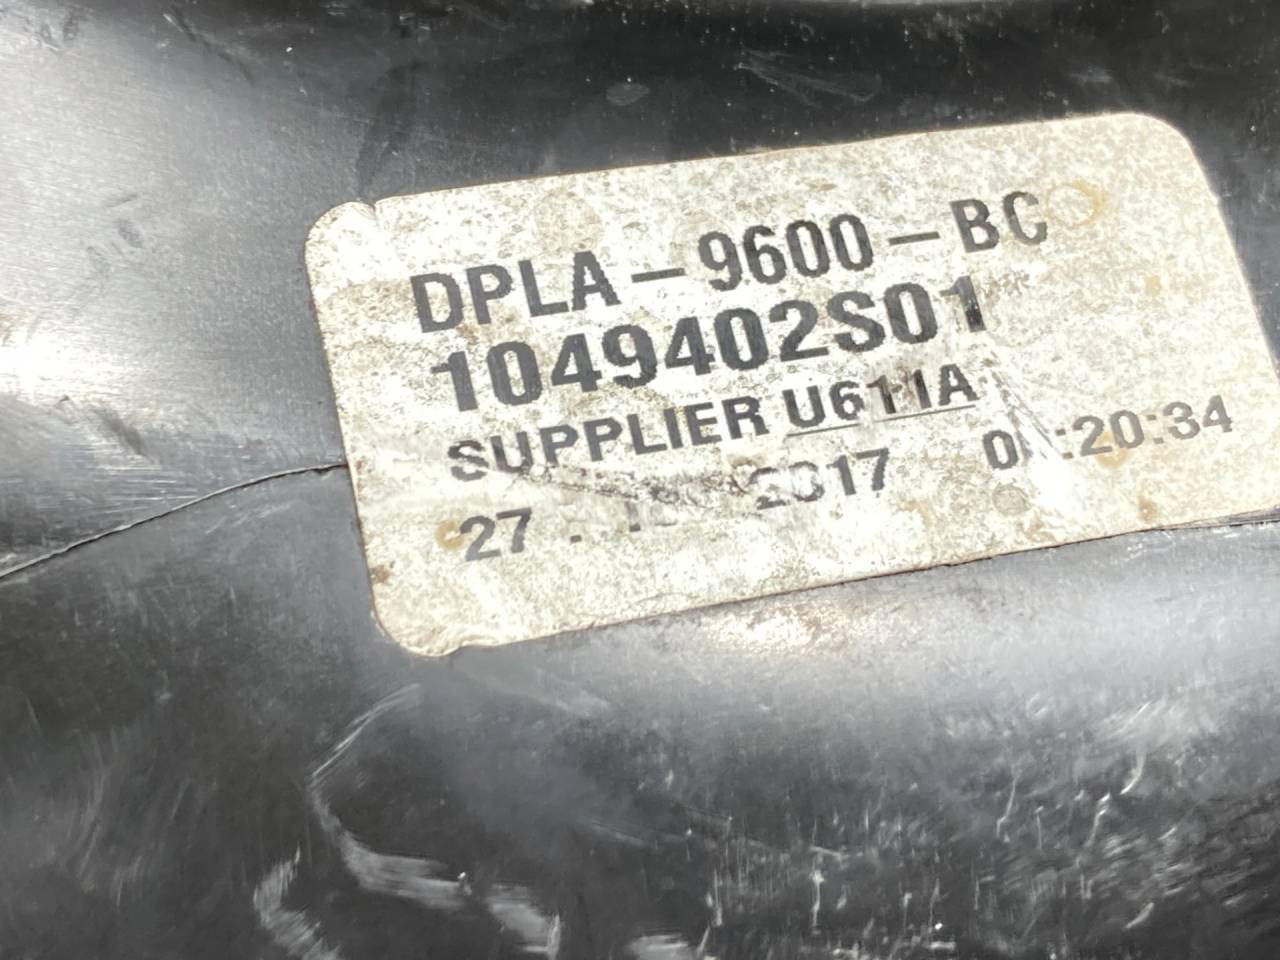 DPLA-9600-BC
1049402S01
SUPPLIER U611A
27 2017 :20:34